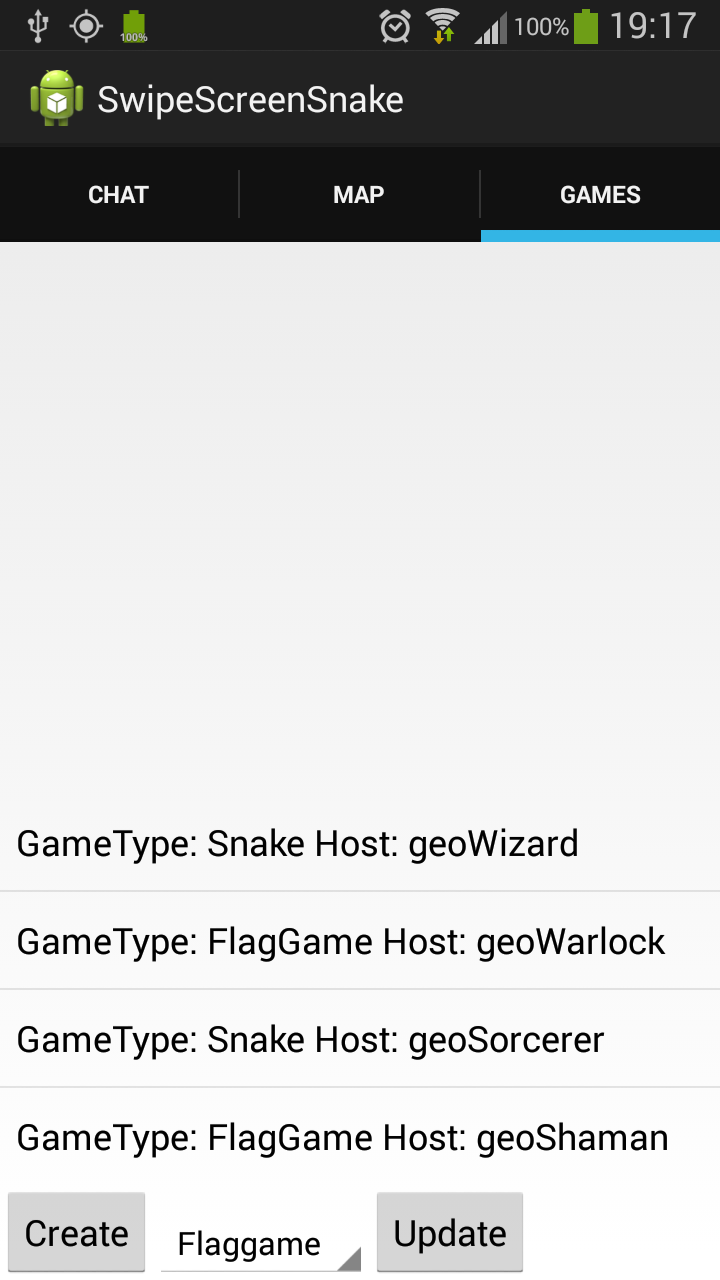 100% 100% 19:17
SwipeScreenSnake
CHAT MAP GAMES
GameType: Snake Host: geoWizard
GameType: FlagGame Host: geoWarlock
GameType: Snake Host: geoSorcerer
GameType: FlagGame Host: geoShaman
Create Flaggame Update